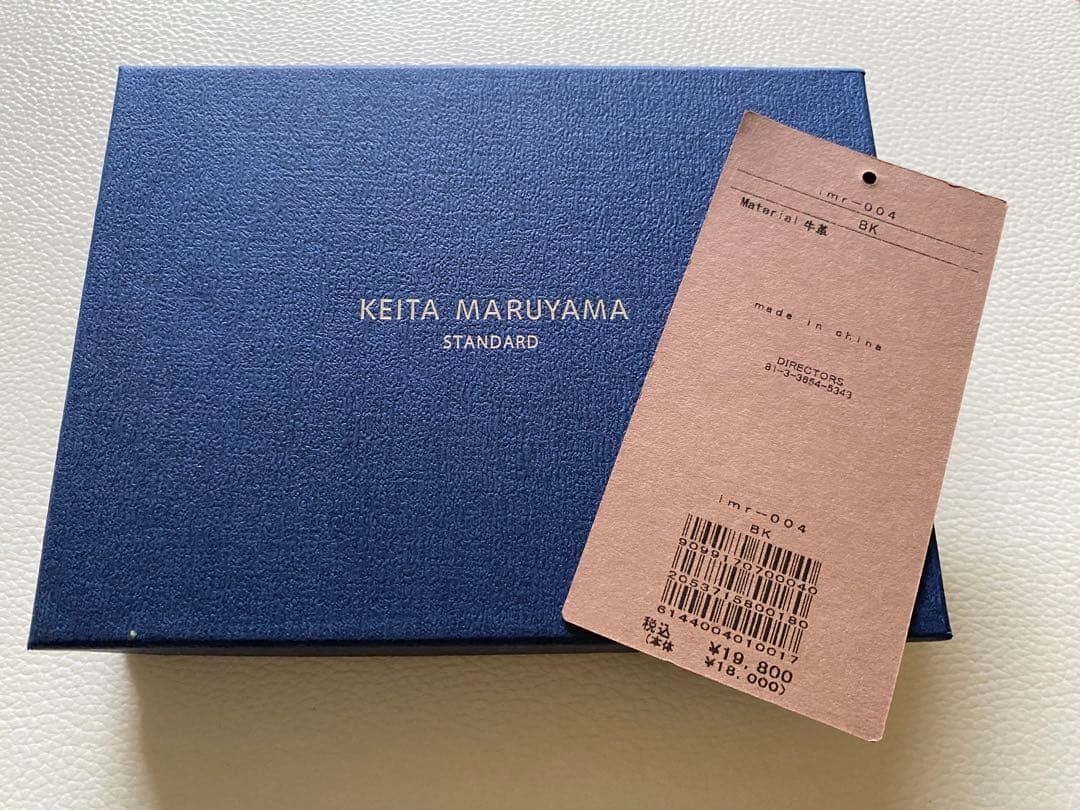 KEITA MARUYAMA
STANDARD
imr-004
BK
Material 牛革
made in china
DIRECTORS
81-3-3654-5343
imr-004
BK
9099170700040
2053715800180
6144004010017
税込 ¥19,800
(本体 ¥18,000)